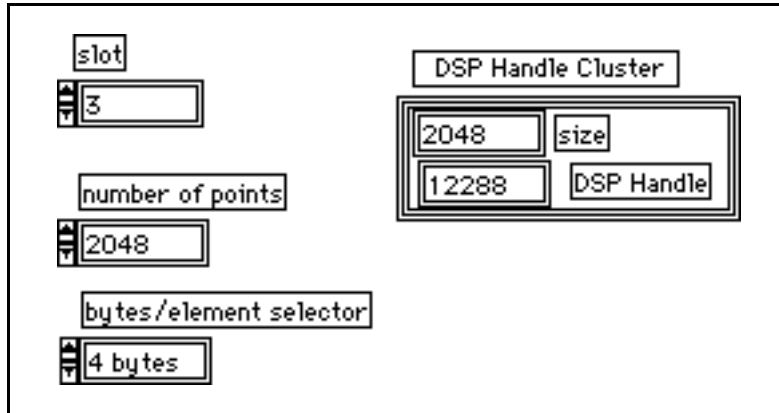 slot
3
number of points
2048
bytes/element selector
4 bytes
DSP Handle Cluster
2048 size
12288 DSP Handle